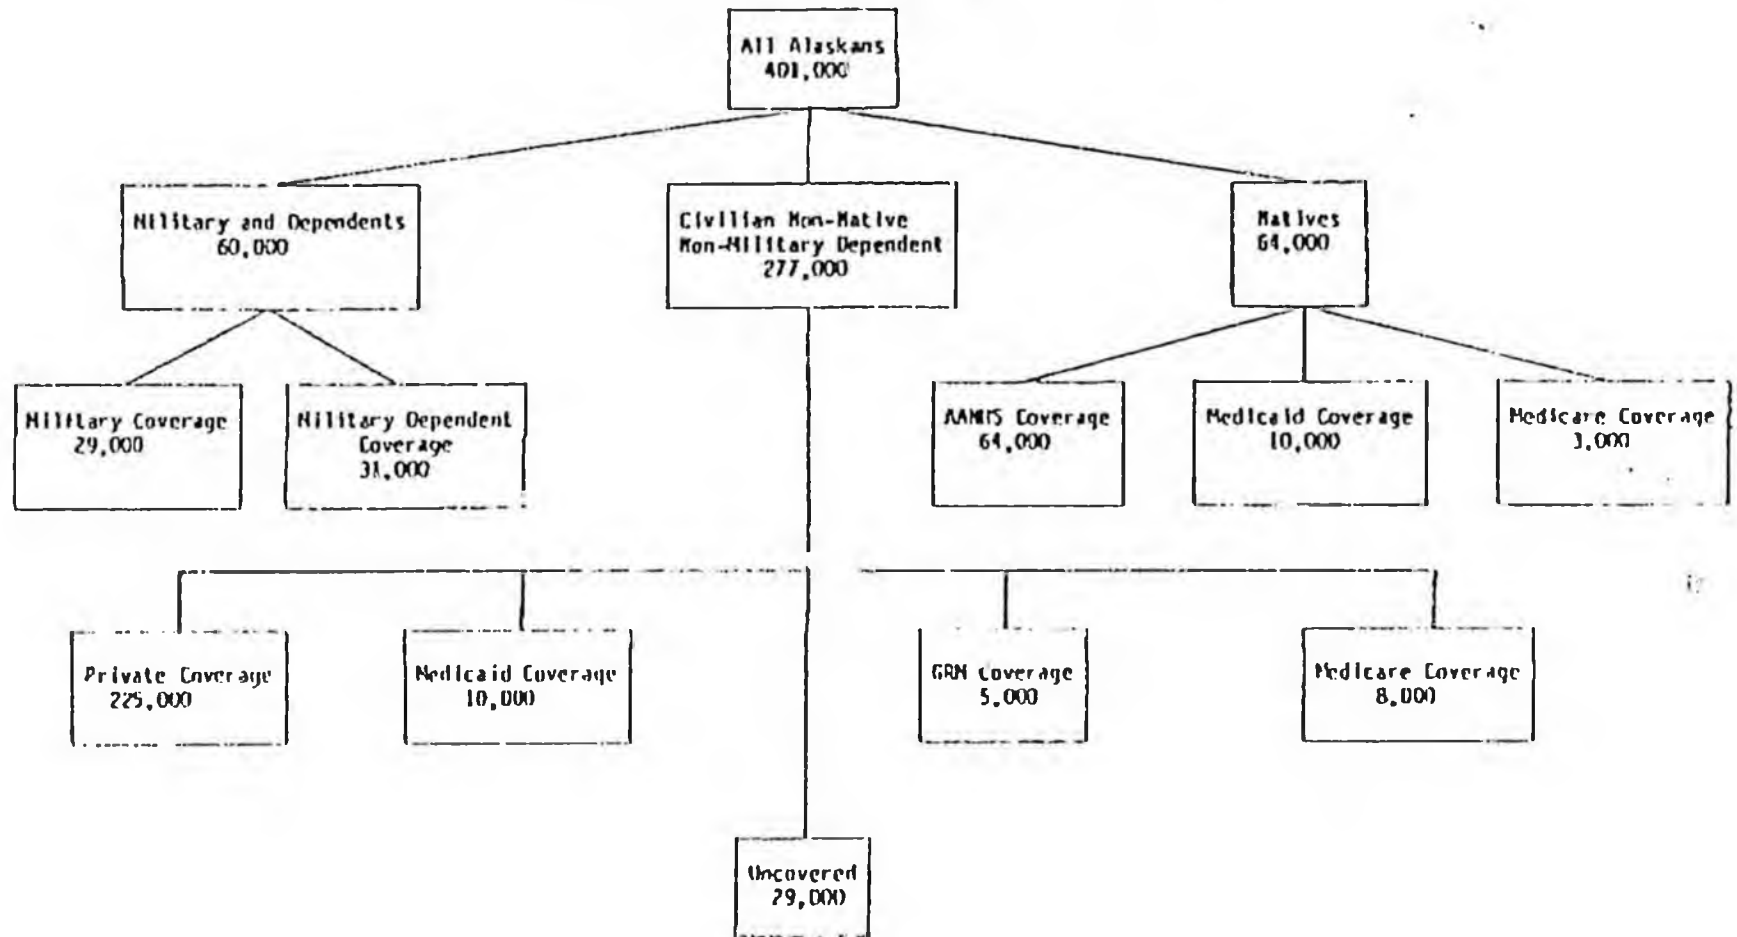 All Alaskans
401,000
Military and Dependents
60,000
Civilian Non-Native
Non-Military Dependent
277,000
Natives
64,000
Military Coverage
29,000
Military Dependent
Coverage
31,000
AANHS Coverage
64,000
Medicaid Coverage
10,000
Medicare Coverage
3,000
Private Coverage
225,000
Medicaid Coverage
10,000
GRM Coverage
5,000
Medicare Coverage
8,000
Uncovered
29,000